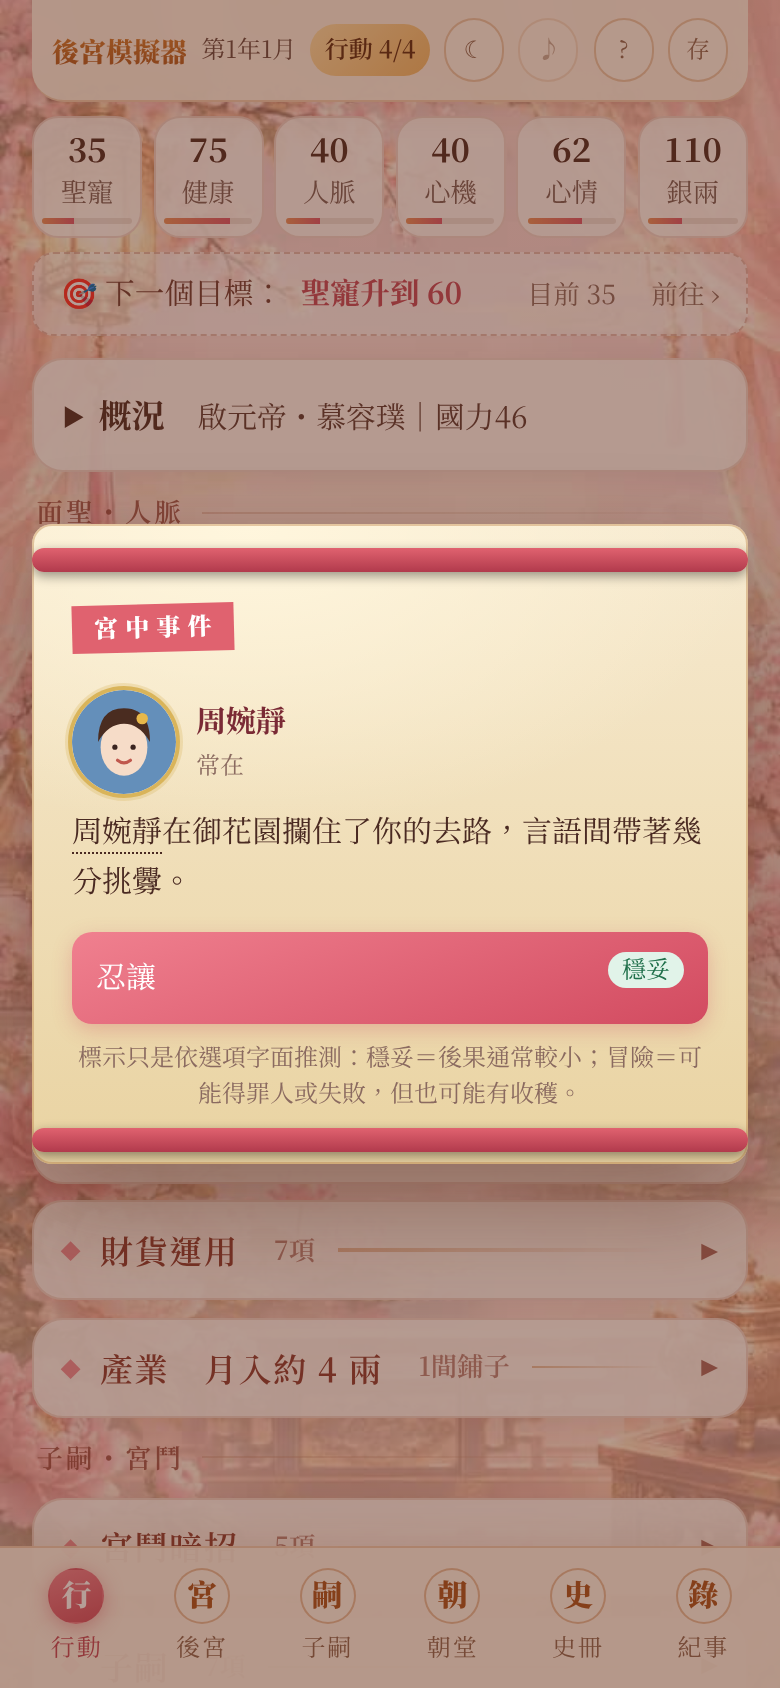 後宮模擬器 第1年1月 行動 4/4 ☾ ♪ ? 存
35 75 40 40 62 110
聖寵 健康 人脈 心機 心情 銀兩
🎯 下一個目標： 聖寵升到 60 目前 35 前往 ›
▶ 概況 啟元帝・慕容璞｜國力46
面聖・人脈
宮中事件
周婉靜
常在
周婉靜在御花園攔住了你的去路，言語間帶著幾
分挑釁。
忍讓 穩妥
標示只是依選項字面推測：穩妥＝後果通常較小；冒險＝可
能得罪人或失敗，但也可能有收穫。
◆ 財貨運用 7項 ▶
◆ 產業 月入約 4 兩 1間鋪子 ▶
子嗣・宮鬥
◆ 宮鬥暗招 5項 ▶
行 宮 嗣 朝 史 錄
行動 後宮 子嗣 朝堂 史冊 紀事